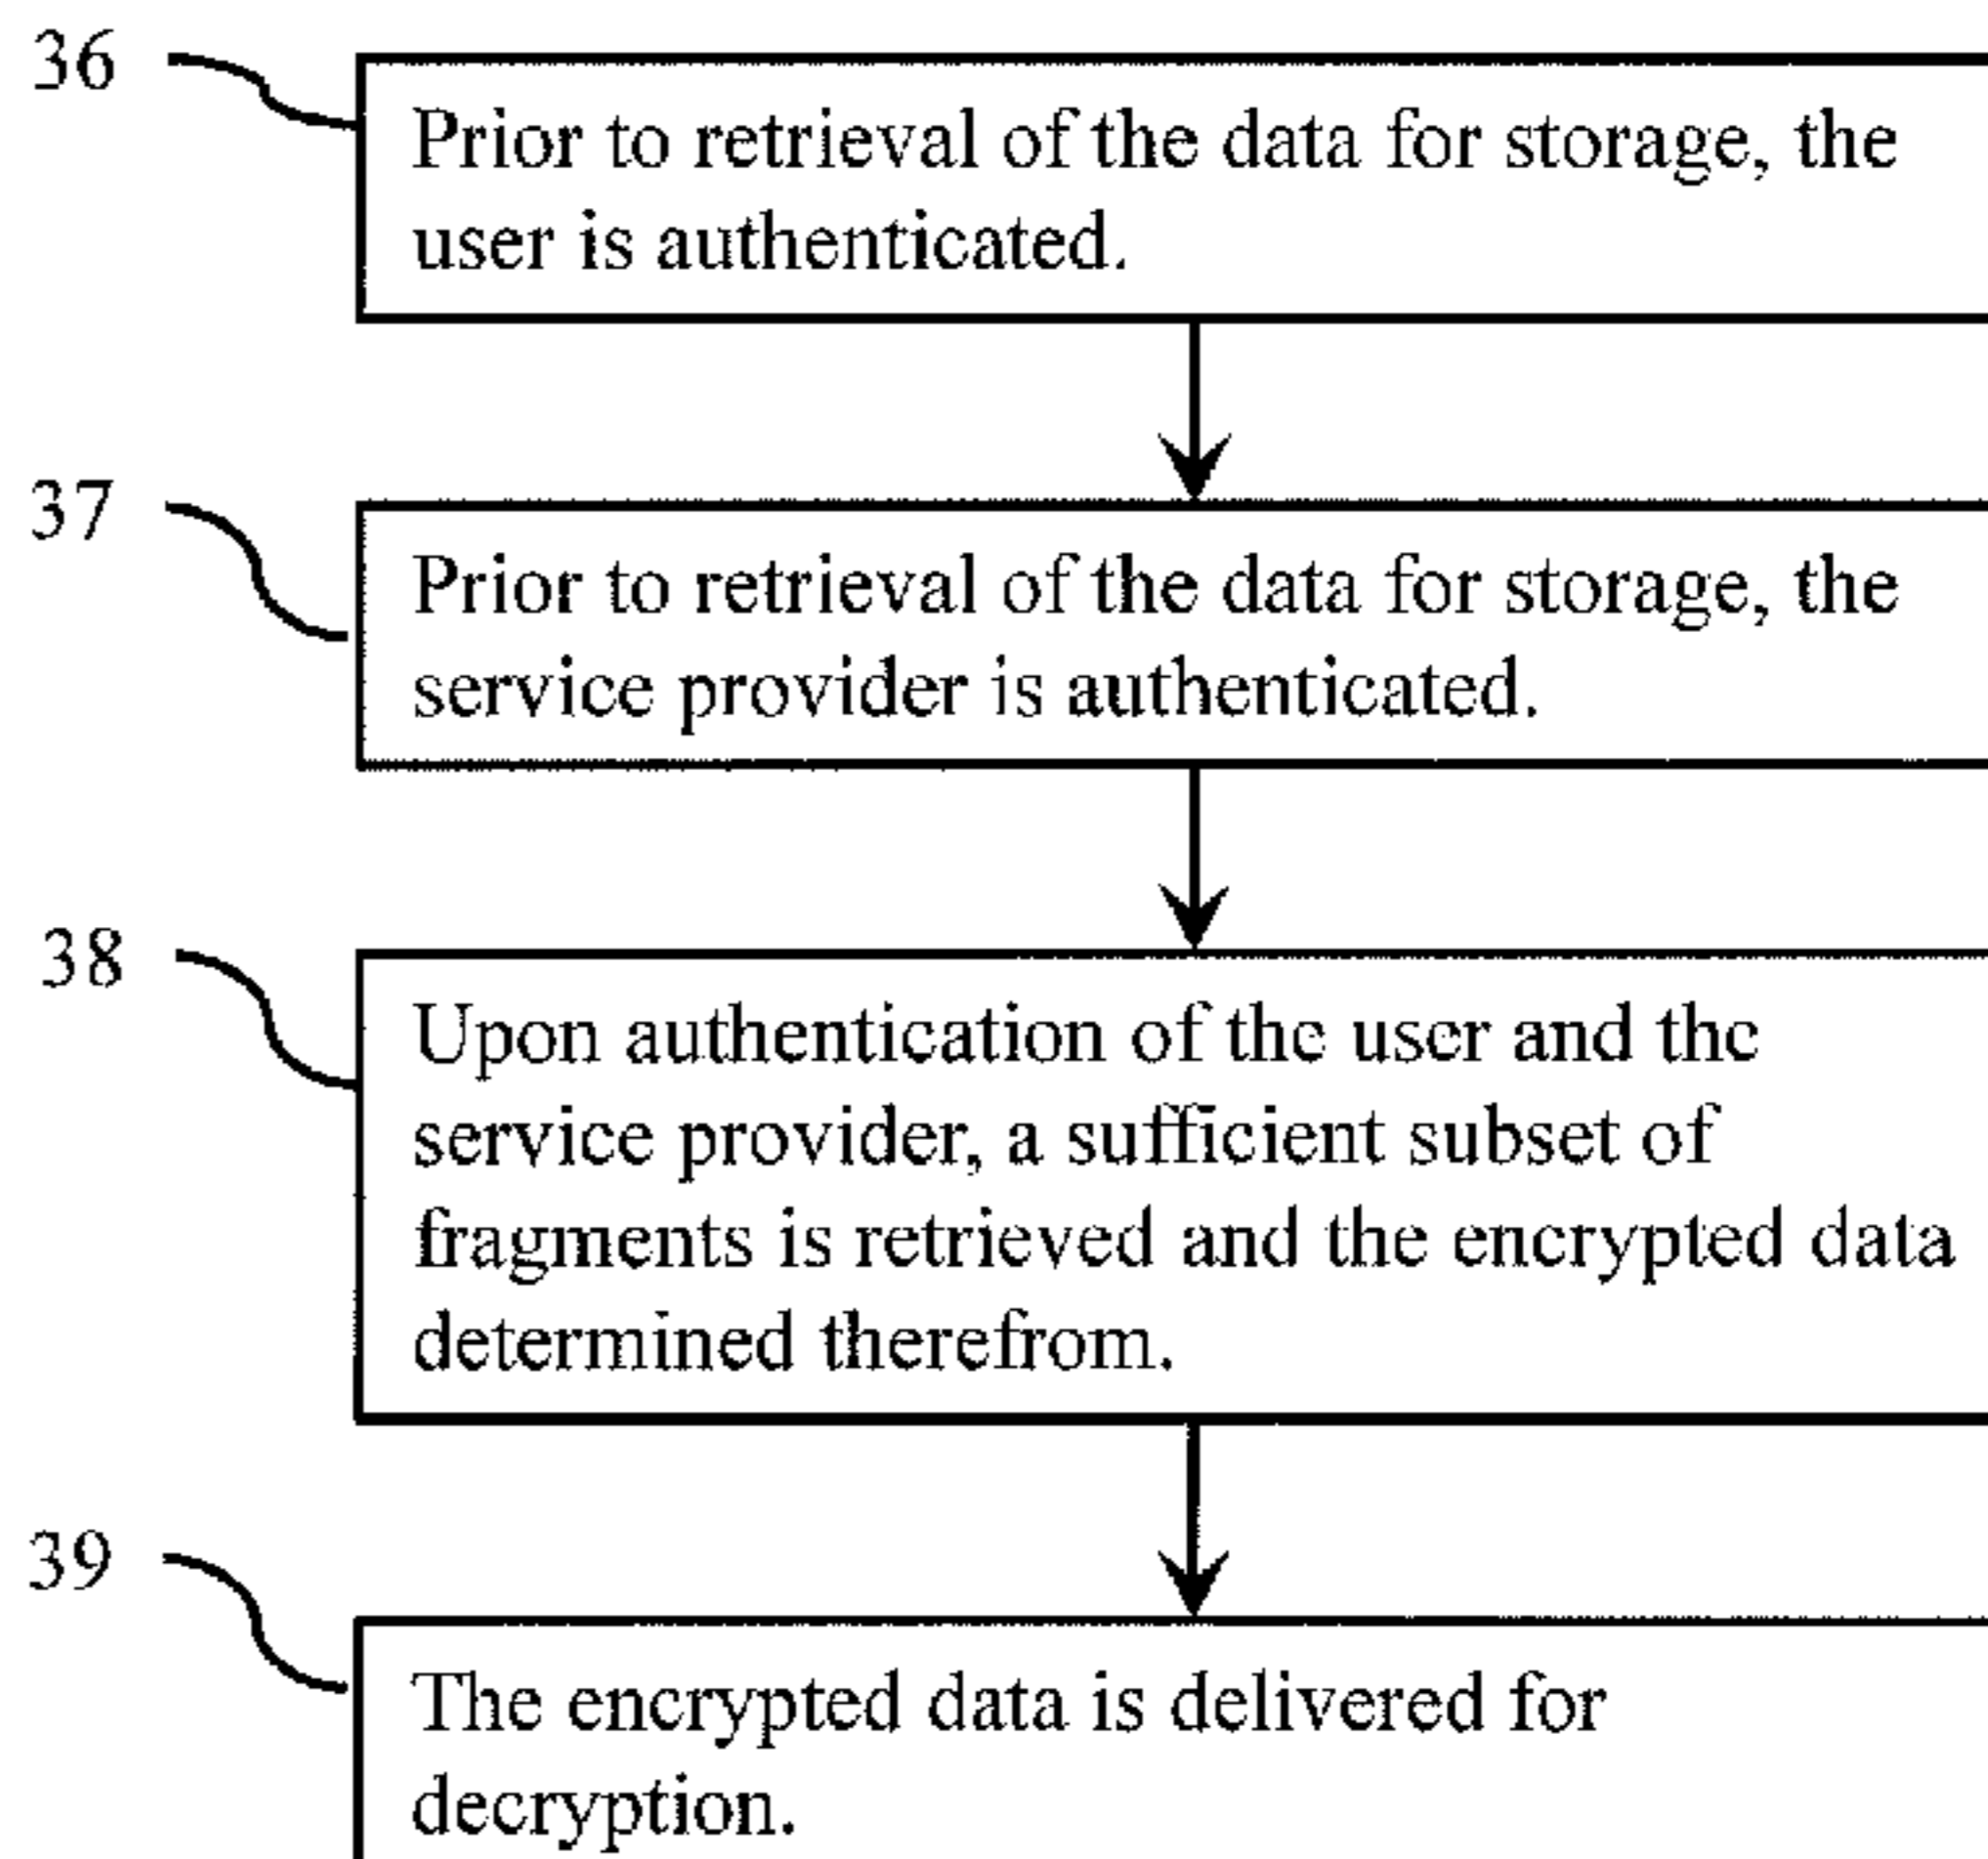 36
Prior to retrieval of the data for storage, the
user is authenticated.
37
Prior to retrieval of the data for storage, the
service provider is authenticated.
38
Upon authentication of the user and the
service provider, a sufficient subset of
fragments is retrieved and the encrypted data
determined therefrom.
39
The encrypted data is delivered for
decryption.